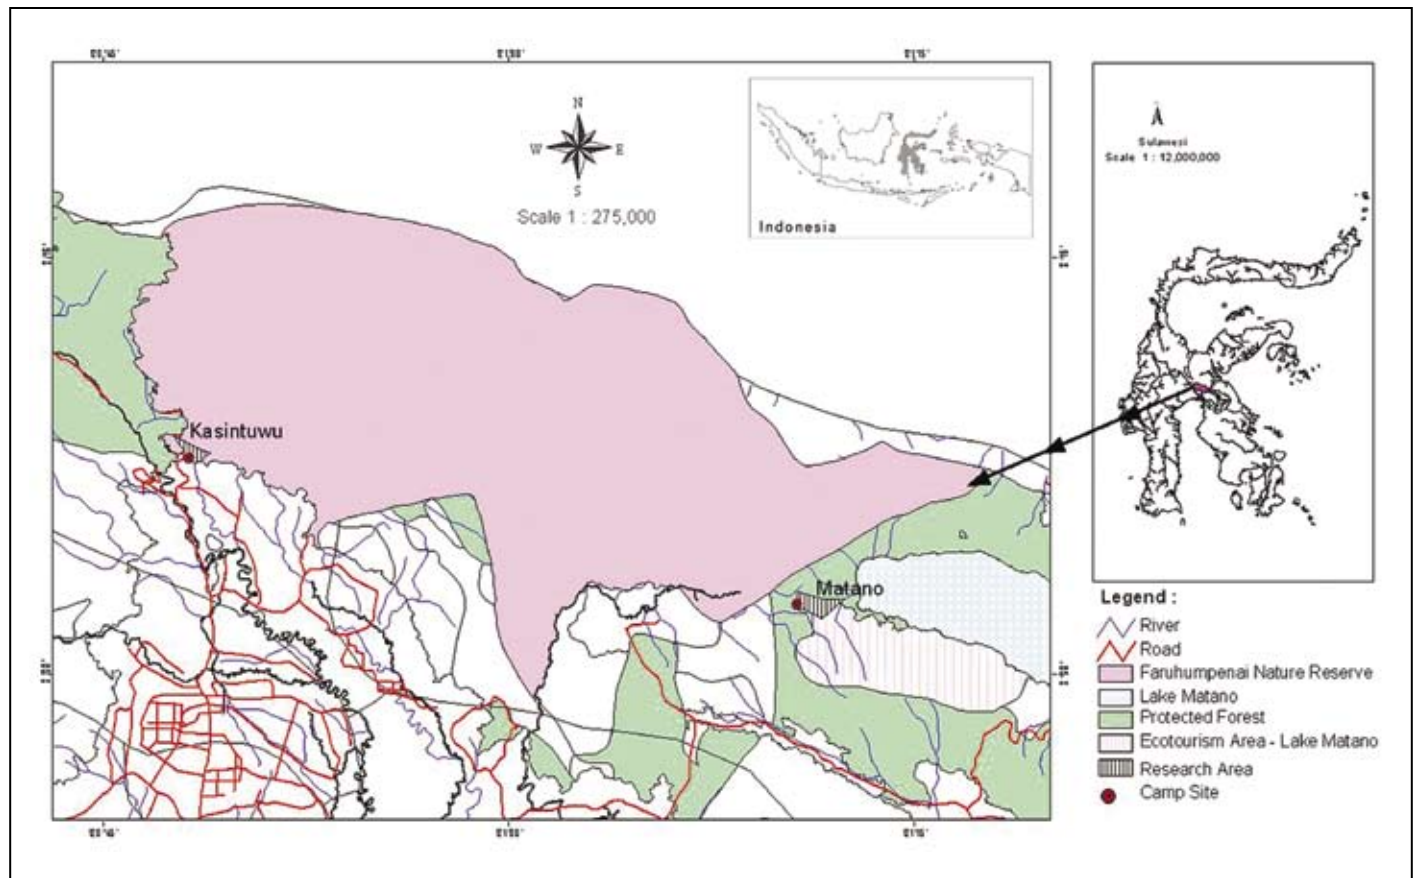 N
W
E
S
Scale 1 : 275,000
Indonesia
Kasintuwu
Matano
Sulawesi
Scale 1 : 12,000,000
Legend :
River
Road
Faruhumpenai Nature Reserve
Lake Matano
Protected Forest
Ecotourism Area - Lake Matano
Research Area
Camp Site